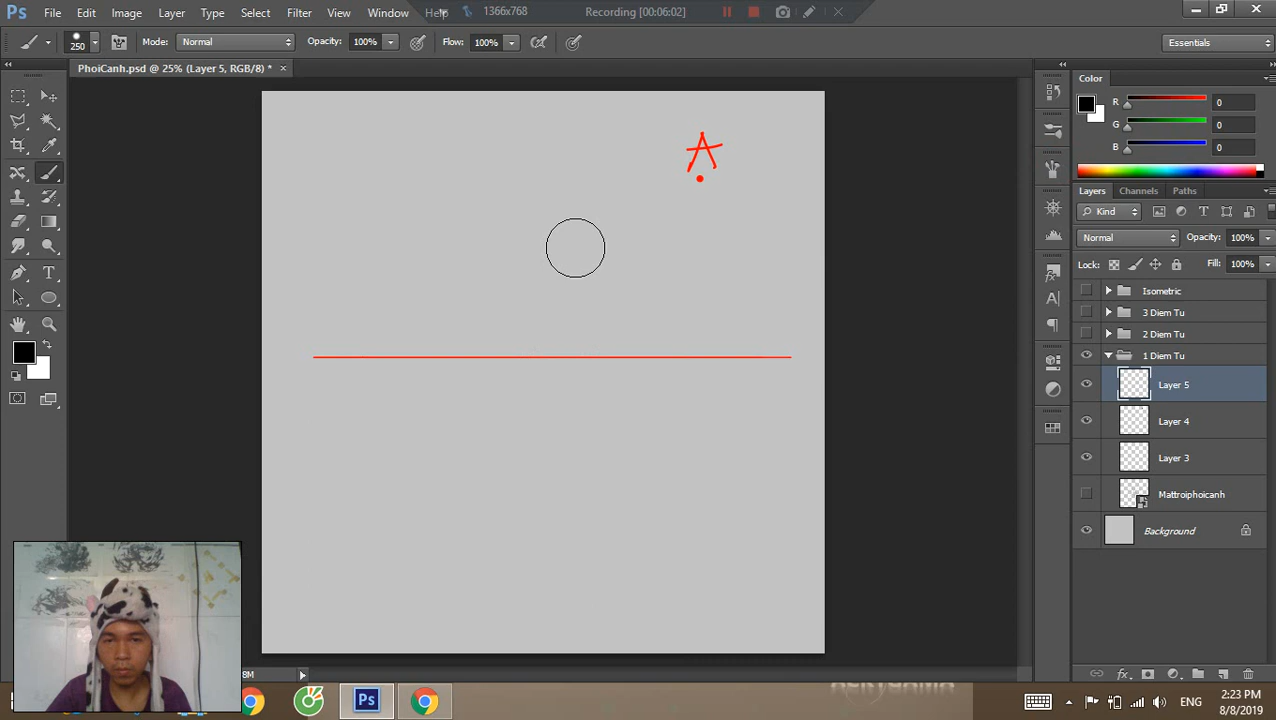 Ps File Edit Image Layer Type Select Filter View Window Help 1366x768 Recording [00:06:02]
250 Mode: Normal Opacity: 100% Flow: 100% Essentials
PhoiCanh.psd @ 25% (Layer 5, RGB/8) *
Color
R 0
G 0
B 0
Layers Channels Paths
Kind
Normal Opacity: 100%
Lock: Fill: 100%
Isometric
3 Diem Tu
2 Diem Tu
1 Diem Tu
Layer 5
Layer 4
Layer 3
Mattroiphoicanh
Background
A
8M
Ps
ENG
2:23 PM
8/8/2019